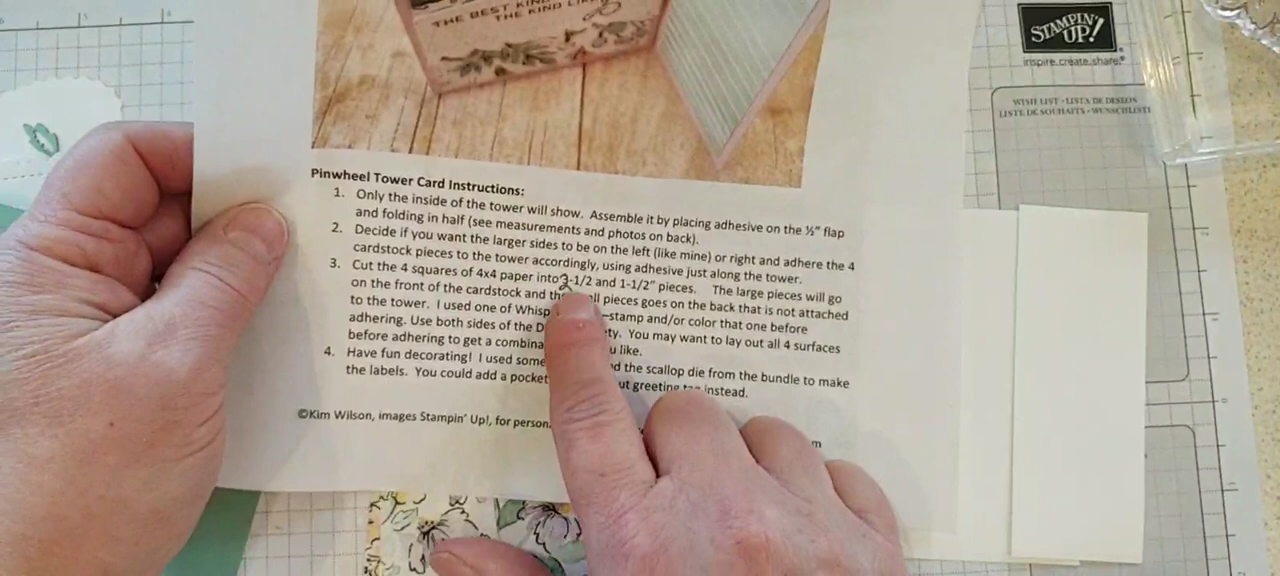 THE BEST KIN
THE KIND
STAMPIN' UP!
inspire.create.share.®
WISH LIST • LISTA DE DESEOS
LISTE DE SOUHAITS • WUNSCHLISTE
Pinwheel Tower Card Instructions:
1. Only the inside of the tower will show. Assemble it by placing adhesive on the ½” flap
and folding in half (see measurements and photos on back).
2. Decide if you want the larger sides to be on the left (like mine) or right and adhere the 4
cardstock pieces to the tower accordingly, using adhesive just along the tower.
3. Cut the 4 squares of 4x4 paper into -1/2 and 1-1/2” pieces. The large pieces will go
on the front of the cardstock and pieces goes on the back that is not attached
to the tower. I used one of —stamp and/or color that one before
adhering. Use both sides of the You may want to lay out all 4 surfaces
before adhering to get a like.
4. Have fun decorating! I used some the scallop die from the bundle to make
the labels. You could add a pocket greeting instead.
©Kim Wilson, images Stampin’ Up!, for